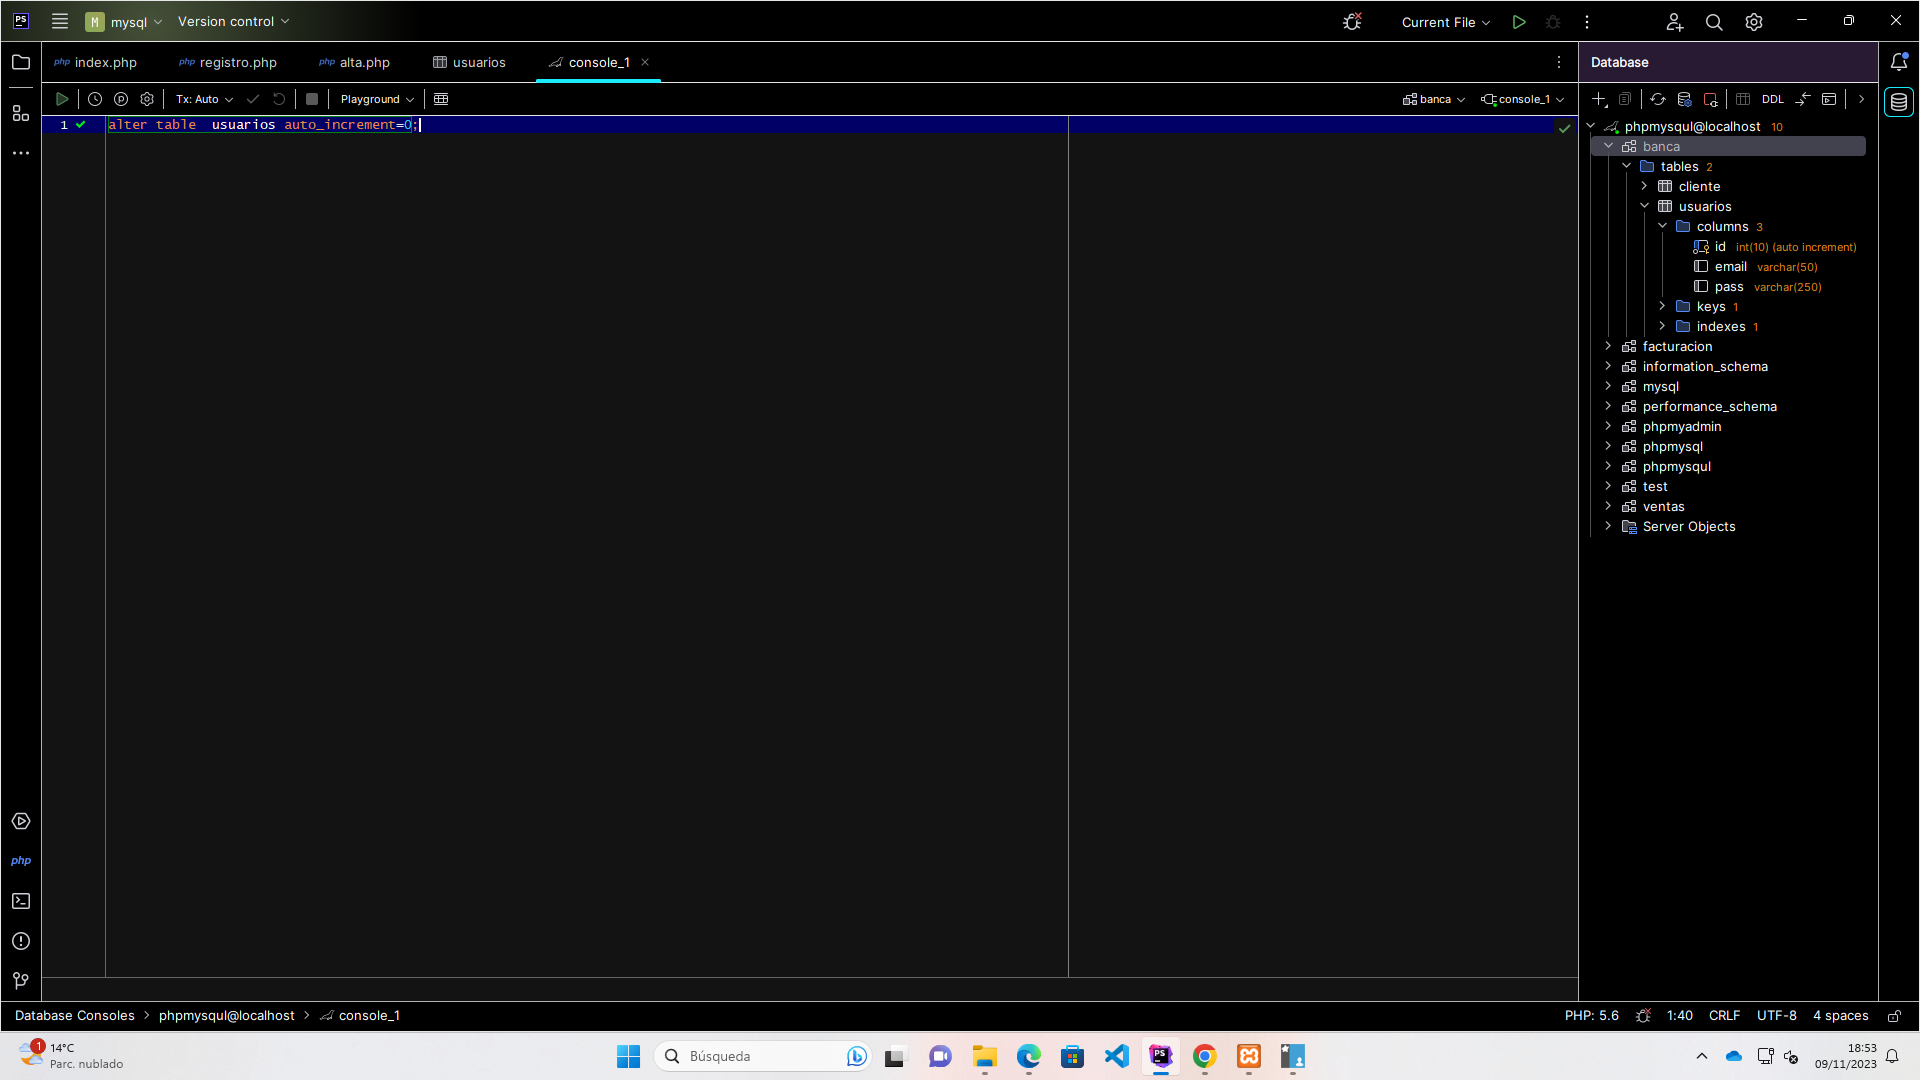 PS
M mysql
Version control
Current File
php index.php
php registro.php
php alta.php
usuarios
console_1
Database
P
Tx: Auto
Playground
banca
console_1
DDL
1 alter table  usuarios auto_increment=0;
phpmysqul@localhost 10
banca
tables 2
cliente
usuarios
columns 3
id int(10) (auto increment)
email varchar(50)
pass varchar(250)
keys 1
indexes 1
facturacion
information_schema
mysql
performance_schema
phpmyadmin
phpmysql
phpmysqul
test
ventas
Server Objects
php
Database Consoles
phpmysqul@localhost
console_1
PHP: 5.6
1:40
CRLF
UTF-8
4 spaces
1
14°C
Parc. nublado
Búsqueda
PS
18:53
09/11/2023